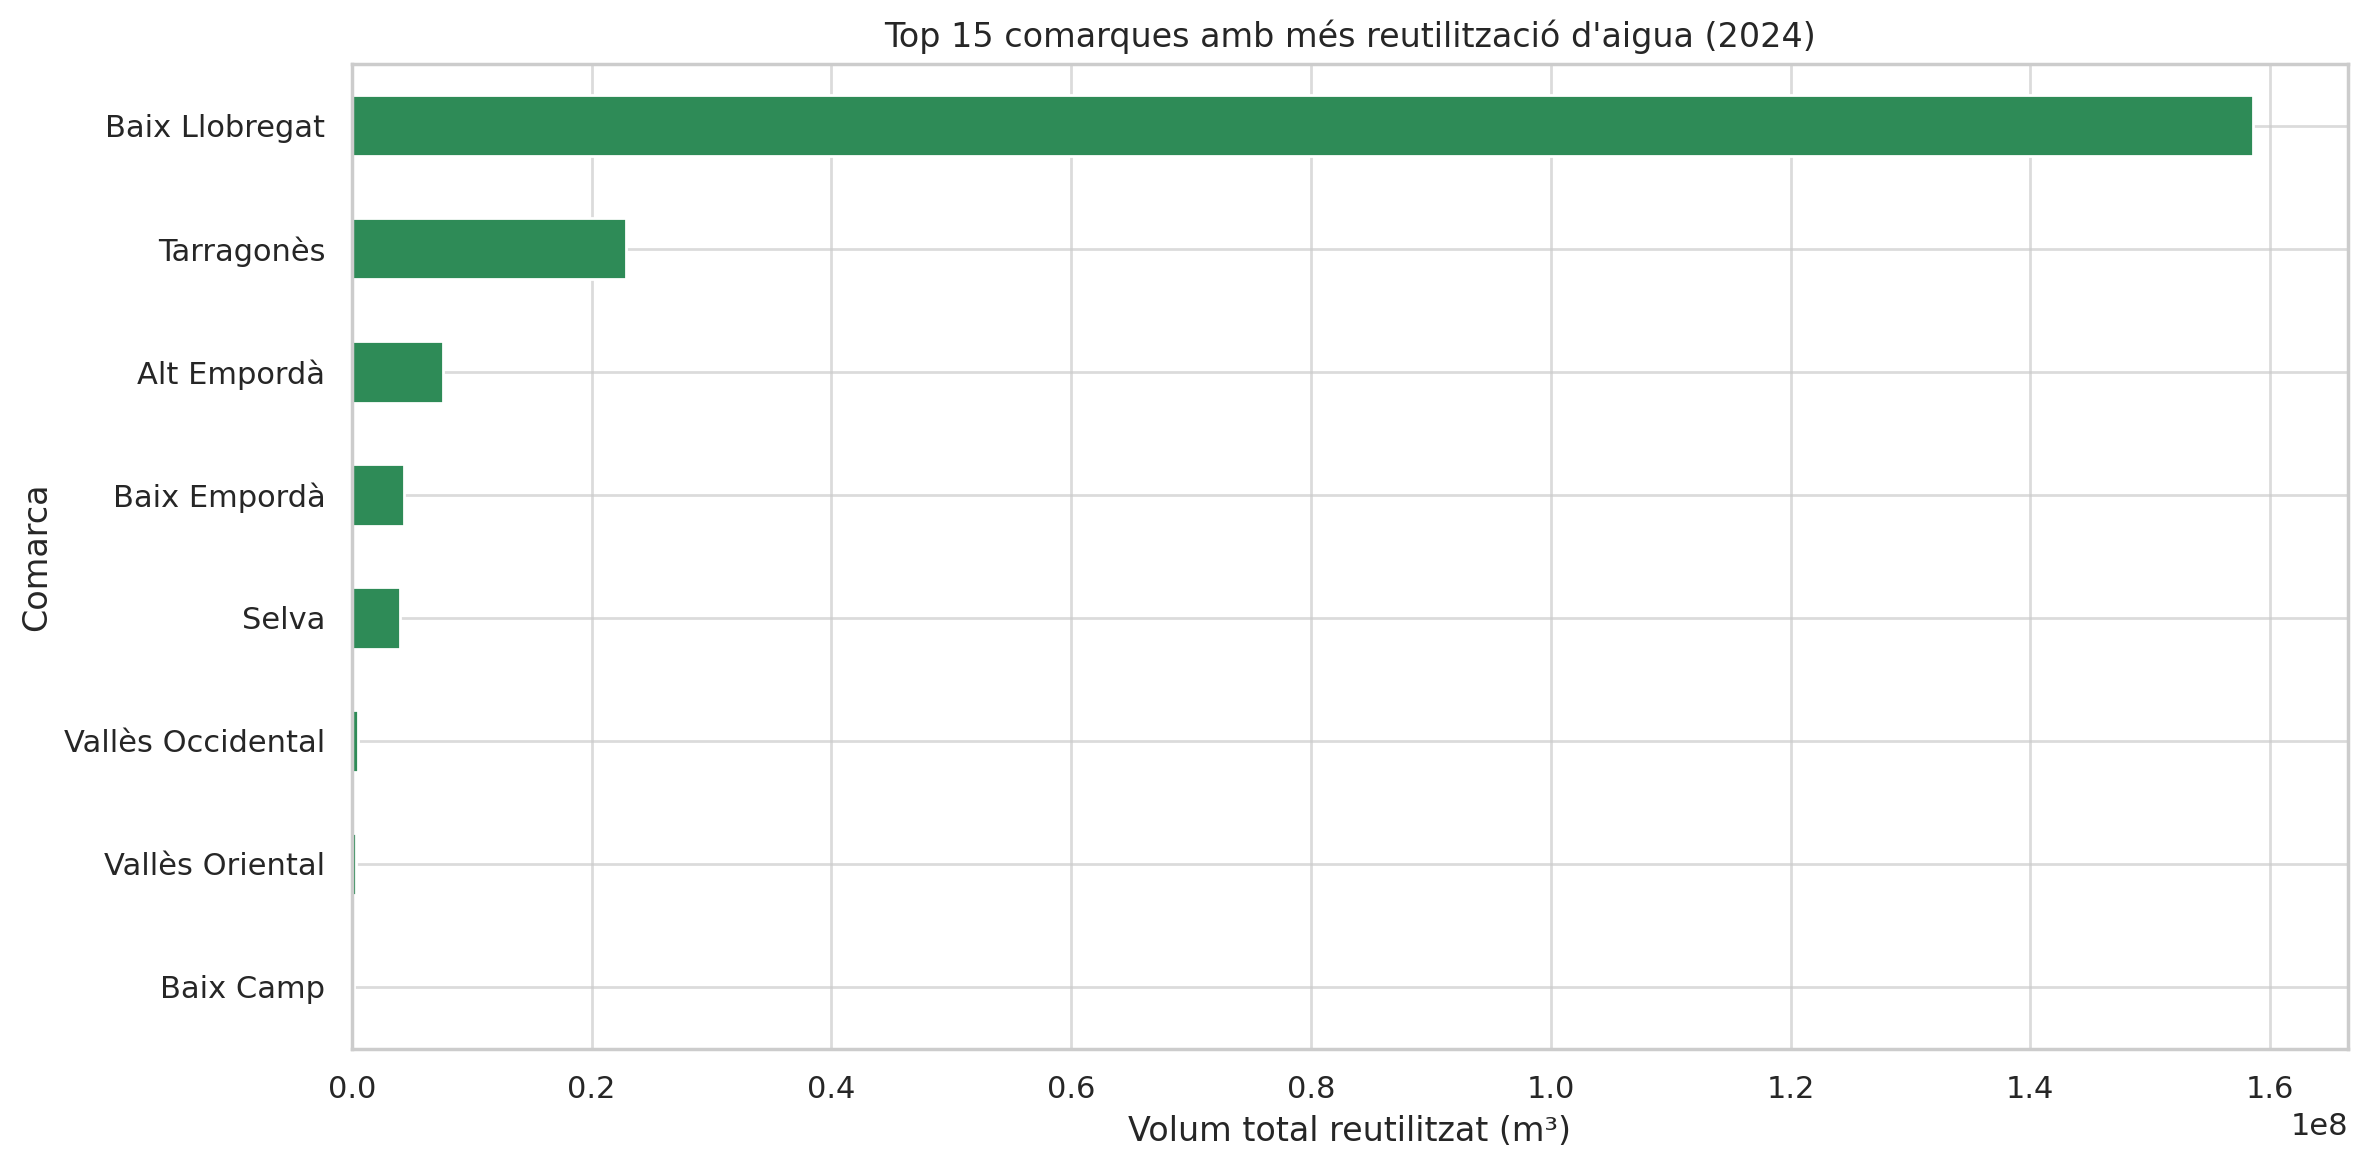 Top 15 comarques amb més reutilització d'aigua (2024)
Comarca
Baix Llobregat
Tarragonès
Alt Empordà
Baix Empordà
Selva
Vallès Occidental
Vallès Oriental
Baix Camp
0.0 0.2 0.4 0.6 0.8 1.0 1.2 1.4 1.6
1e8
Volum total reutilitzat (m³)